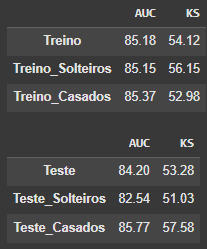 AUC KS
Treino 85.18 54.12
Treino_Solteiros 85.15 56.15
Treino_Casados 85.37 52.98
AUC KS
Teste 84.20 53.28
Teste_Solteiros 82.54 51.03
Teste_Casados 85.77 57.58